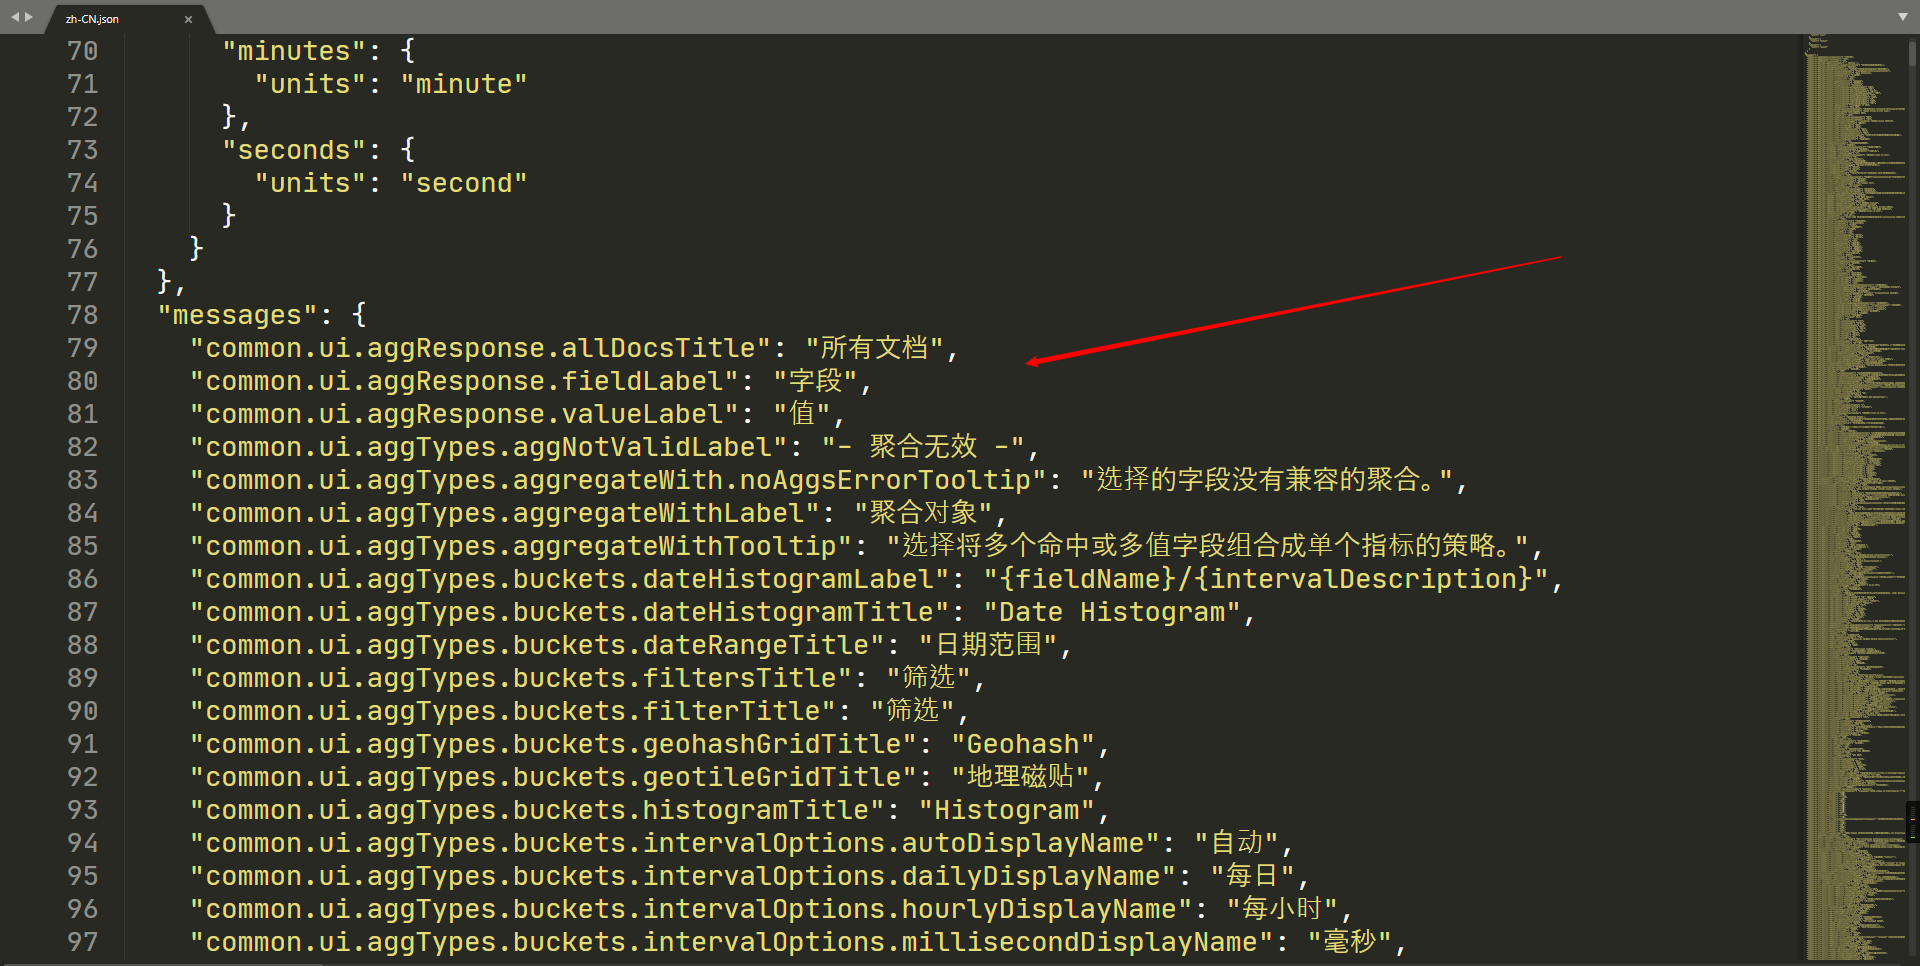 zh-CN.json ×
70 "minutes": {
71 "units": "minute"
72 },
73 "seconds": {
74 "units": "second"
75 }
76 }
77 },
78 "messages": {
79 "common.ui.aggResponse.allDocsTitle": "所有文档",
80 "common.ui.aggResponse.fieldLabel": "字段",
81 "common.ui.aggResponse.valueLabel": "值",
82 "common.ui.aggTypes.aggNotValidLabel": "- 聚合无效 -",
83 "common.ui.aggTypes.aggregateWith.noAggsErrorTooltip": "选择的字段没有兼容的聚合。",
84 "common.ui.aggTypes.aggregateWithLabel": "聚合对象",
85 "common.ui.aggTypes.aggregateWithTooltip": "选择将多个命中或多值字段组合成单个指标的策略。",
86 "common.ui.aggTypes.buckets.dateHistogramLabel": "{fieldName}/{intervalDescription}",
87 "common.ui.aggTypes.buckets.dateHistogramTitle": "Date Histogram",
88 "common.ui.aggTypes.buckets.dateRangeTitle": "日期范围",
89 "common.ui.aggTypes.buckets.filtersTitle": "筛选",
90 "common.ui.aggTypes.buckets.filterTitle": "筛选",
91 "common.ui.aggTypes.buckets.geohashGridTitle": "Geohash",
92 "common.ui.aggTypes.buckets.geotileGridTitle": "地理磁贴",
93 "common.ui.aggTypes.buckets.histogramTitle": "Histogram",
94 "common.ui.aggTypes.buckets.intervalOptions.autoDisplayName": "自动",
95 "common.ui.aggTypes.buckets.intervalOptions.dailyDisplayName": "每日",
96 "common.ui.aggTypes.buckets.intervalOptions.hourlyDisplayName": "每小时",
97 "common.ui.aggTypes.buckets.intervalOptions.millisecondDisplayName": "毫秒",